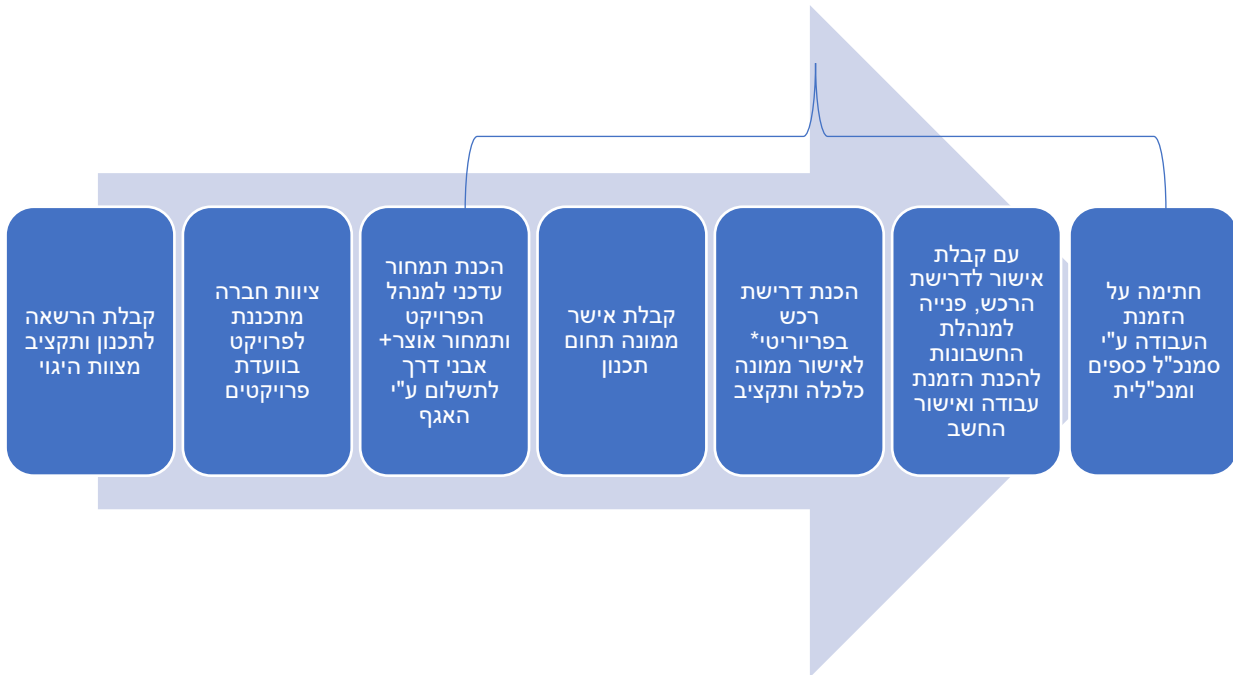 קבלת הרשאה
לתכנון ותקציב
מצוות היגוי
ציוות חברה
מתכננת
לפרויקט
בוועדת
פרויקטים
הכנת תמחור
עדכני למנהל
הפרויקט
ותמחור אוצר+
אבני דרך
לתשלום ע"י
האגף
קבלת אישר
ממונה תחום
תכנון
הכנת דרישת
רכש
בפריוריטי*
לאישור ממונה
כלכלה ותקציב
עם קבלת
אישור לדרישת
הרכש, פנייה
למנהלת
החשבונות
להכנת הזמנת
עבודה ואישור
החשב
חתימה על
הזמנת
העבודה ע"י
סמנכ"ל כספים
ומנכ"לית